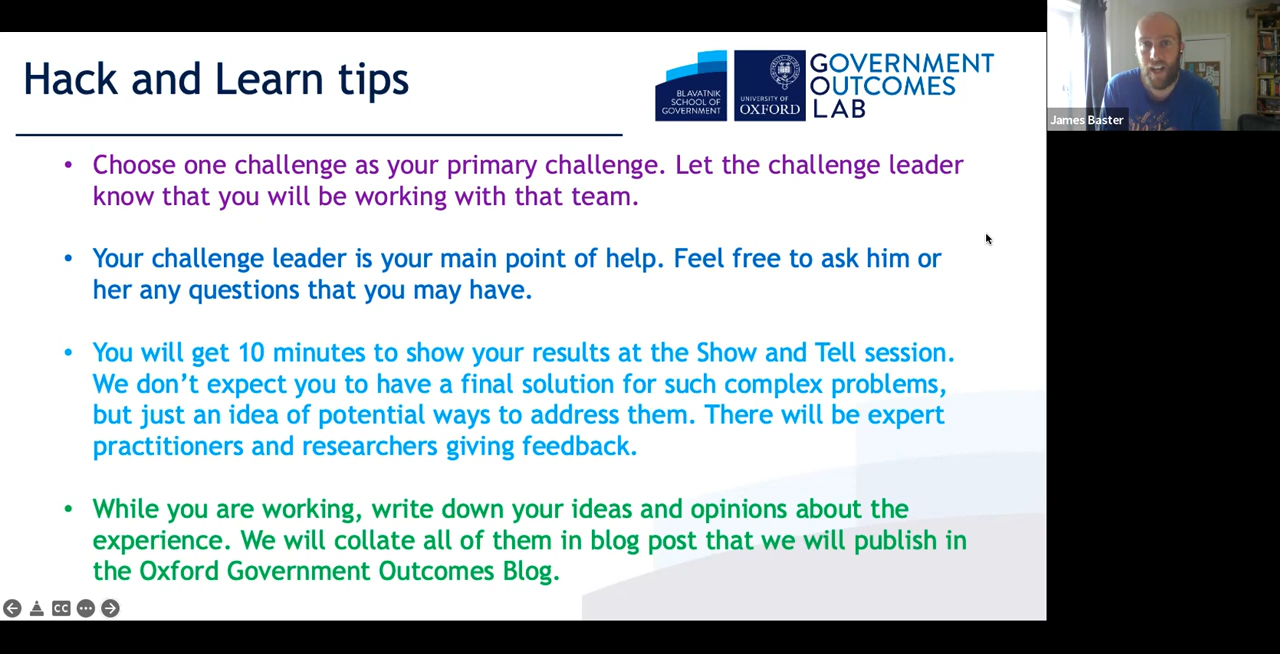 Hack and Learn tips
BLAVATNIK
SCHOOL OF
GOVERNMENT
UNIVERSITY OF
OXFORD
GOVERNMENT
OUTCOMES
LAB
James Baster
• Choose one challenge as your primary challenge. Let the challenge leader
know that you will be working with that team.
• Your challenge leader is your main point of help. Feel free to ask him or
her any questions that you may have.
• You will get 10 minutes to show your results at the Show and Tell session.
We don’t expect you to have a final solution for such complex problems,
but just an idea of potential ways to address them. There will be expert
practitioners and researchers giving feedback.
• While you are working, write down your ideas and opinions about the
experience. We will collate all of them in blog post that we will publish in
the Oxford Government Outcomes Blog.
CC